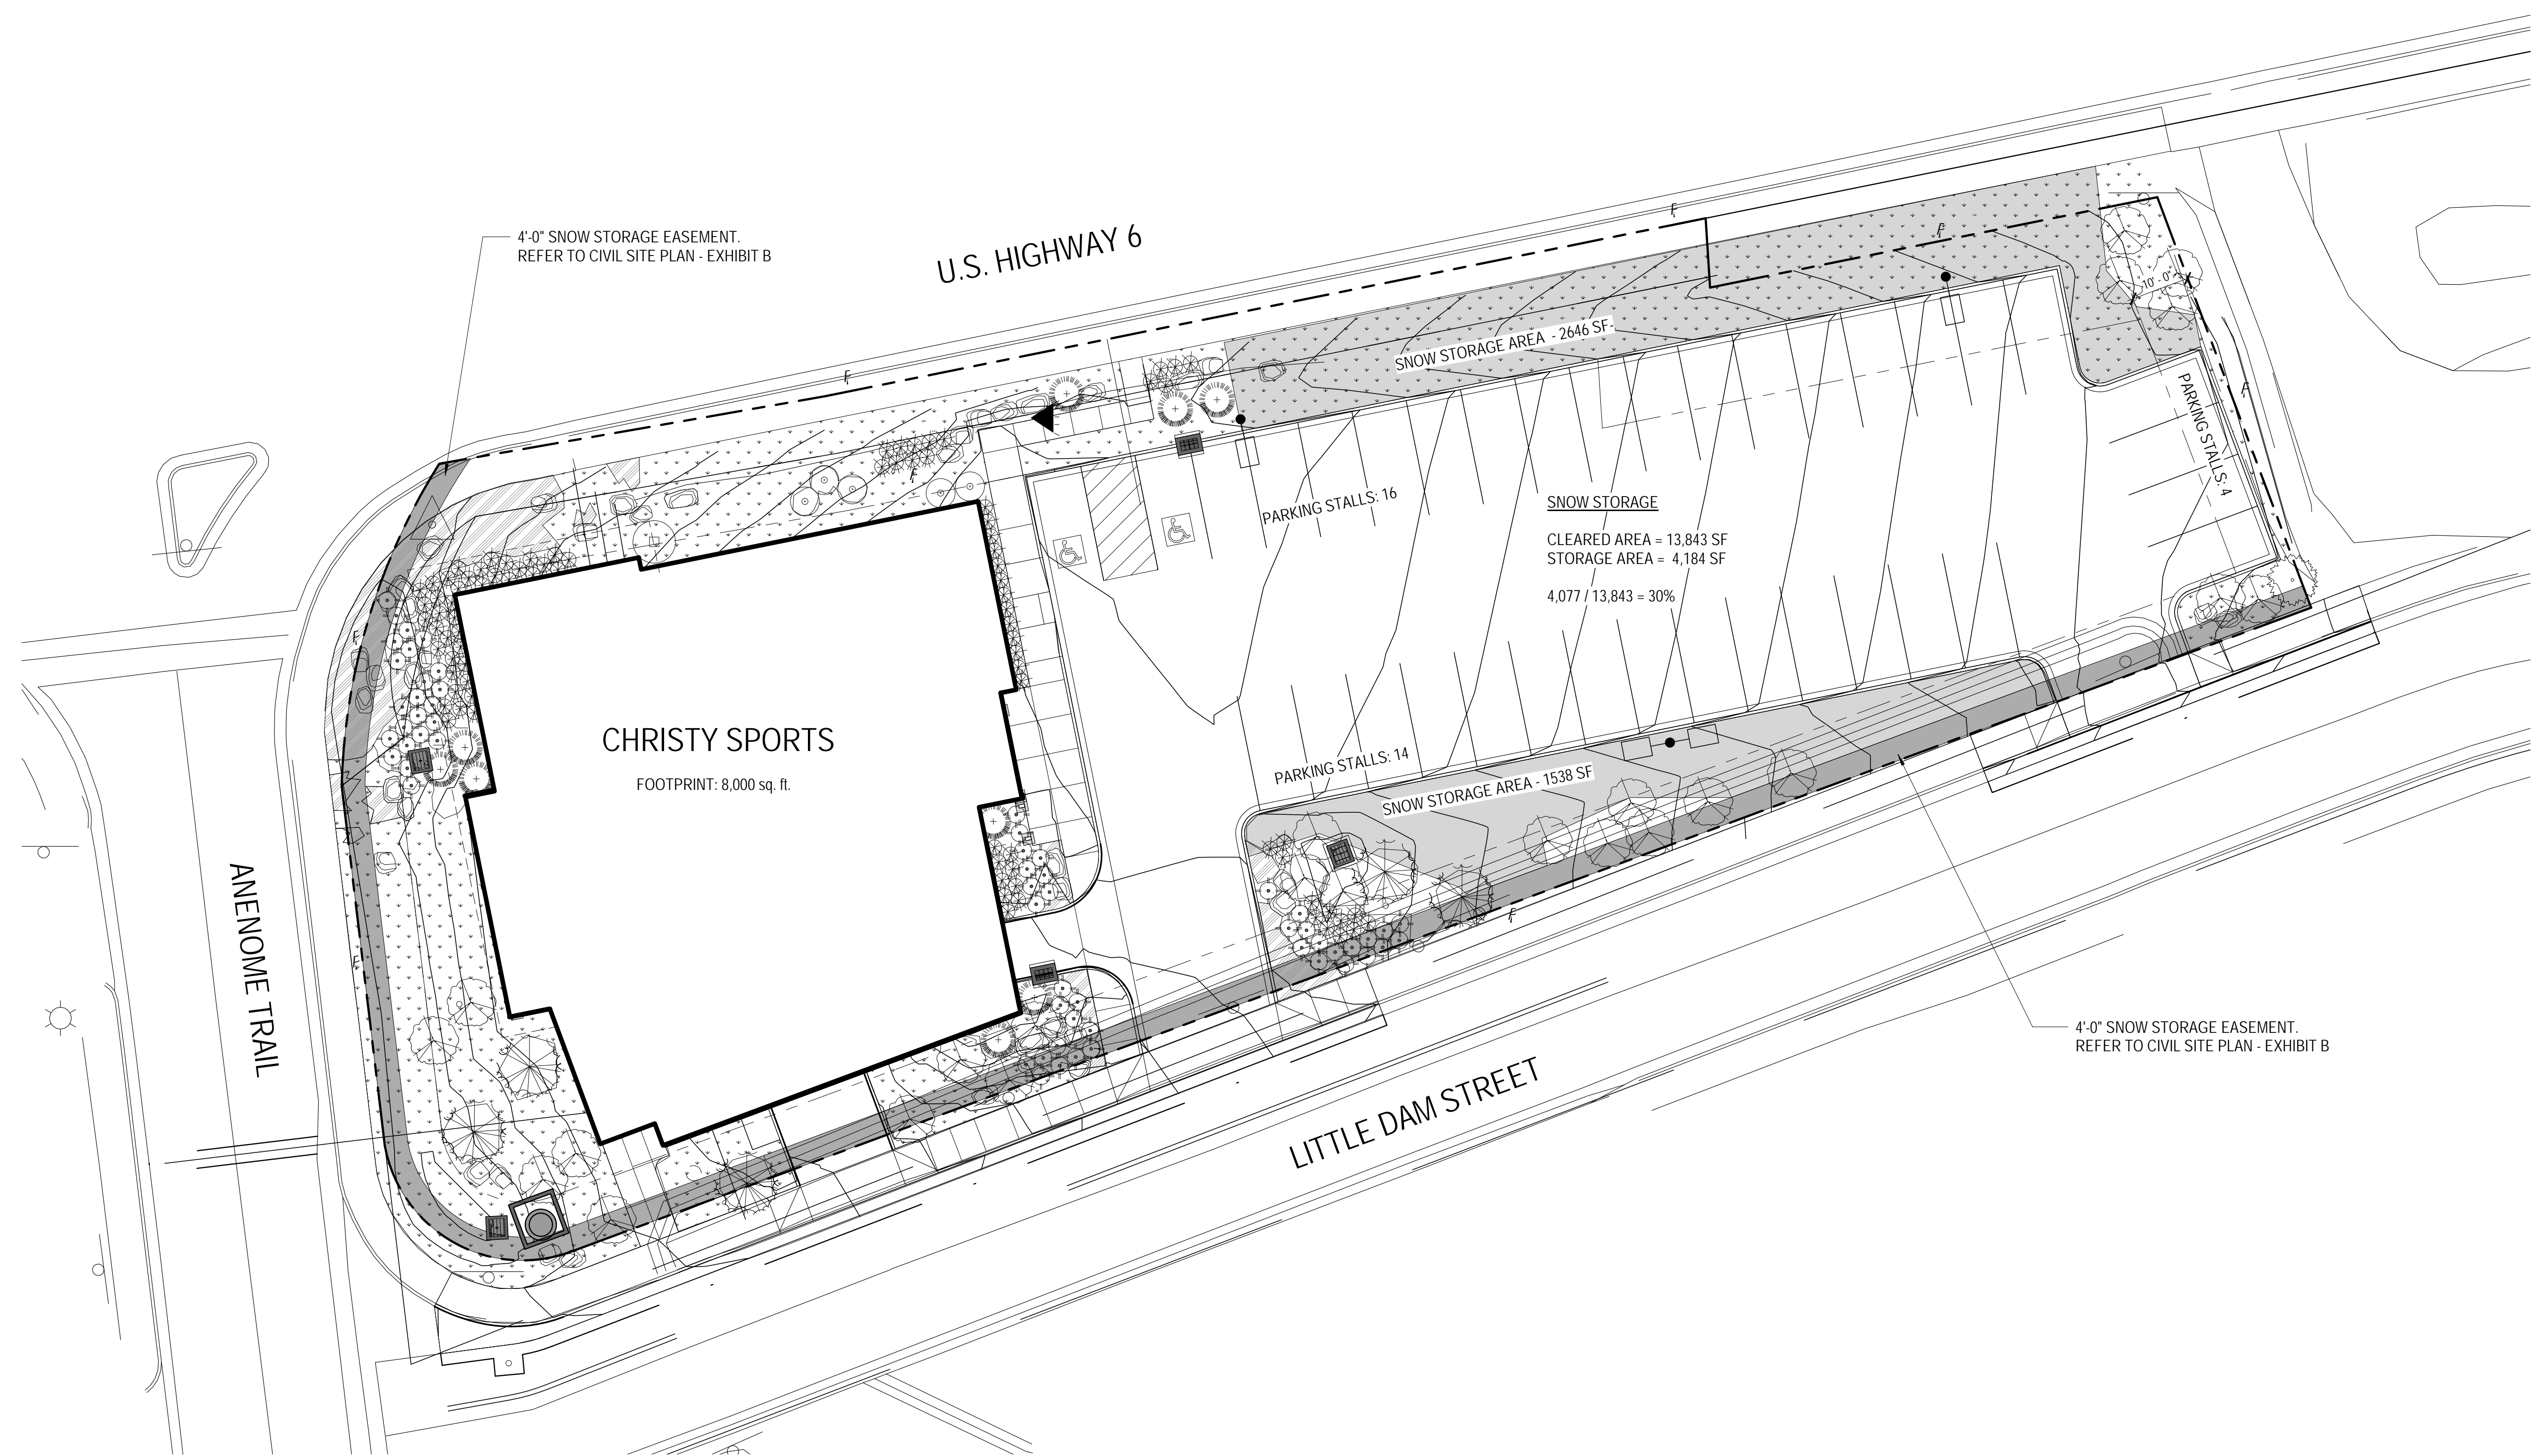 4'-0" SNOW STORAGE EASEMENT.
REFER TO CIVIL SITE PLAN - EXHIBIT B
U.S. HIGHWAY 6
10' - 0"
SNOW STORAGE AREA - 2646 SF
PARKING STALLS: 4
PARKING STALLS: 16
SNOW STORAGE
CLEARED AREA = 13,843 SF
STORAGE AREA = 4,184 SF
4,077 / 13,843 = 30%
CHRISTY SPORTS
FOOTPRINT: 8,000 sq. ft.
PARKING STALLS: 14
SNOW STORAGE AREA - 1538 SF
ANENOME TRAIL
4'-0" SNOW STORAGE EASEMENT.
REFER TO CIVIL SITE PLAN - EXHIBIT B
LITTLE DAM STREET